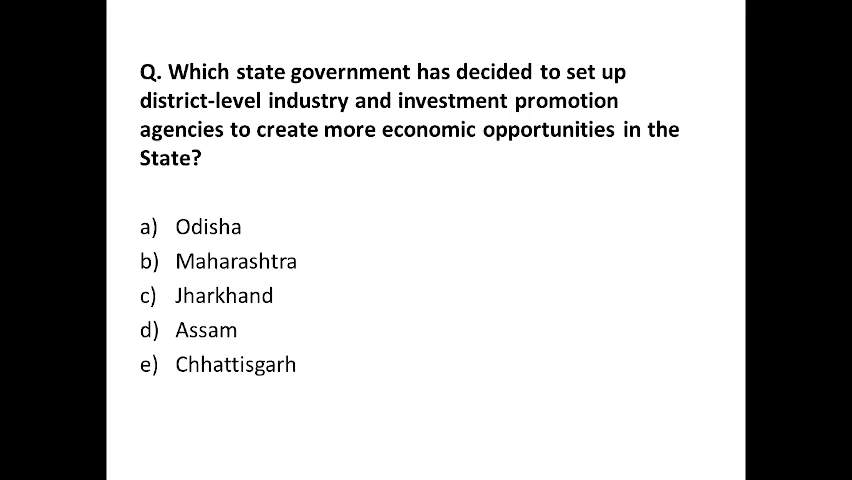 Q. Which state government has decided to set up
district-level industry and investment promotion
agencies to create more economic opportunities in the
State?
a) Odisha
b) Maharashtra
c) Jharkhand
d) Assam
e) Chhattisgarh